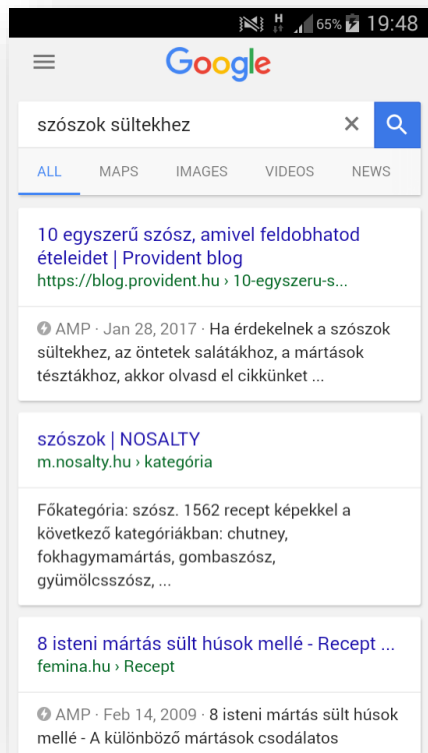 H 65% 19:48
Google
szószok sültekhez
ALL MAPS IMAGES VIDEOS NEWS
10 egyszerű szósz, amivel feldobhatod
ételeidet | Provident blog
https://blog.provident.hu › 10-egyszeru-s...
AMP · Jan 28, 2017 · Ha érdekelnek a szószok
sültekhez, az öntetek salátákhoz, a mártások
tésztákhoz, akkor olvasd el cikkünket ...
szószok | NOSALTY
m.nosalty.hu › kategória
Főkategória: szósz. 1562 recept képekkel a
következő kategóriákban: chutney,
fokhagymamártás, gombaszósz,
gyümölcsszósz, ...
8 isteni mártás sült húsok mellé - Recept ...
femina.hu › Recept
AMP · Feb 14, 2009 · 8 isteni mártás sült húsok
mellé - A különböző mártások csodálatos